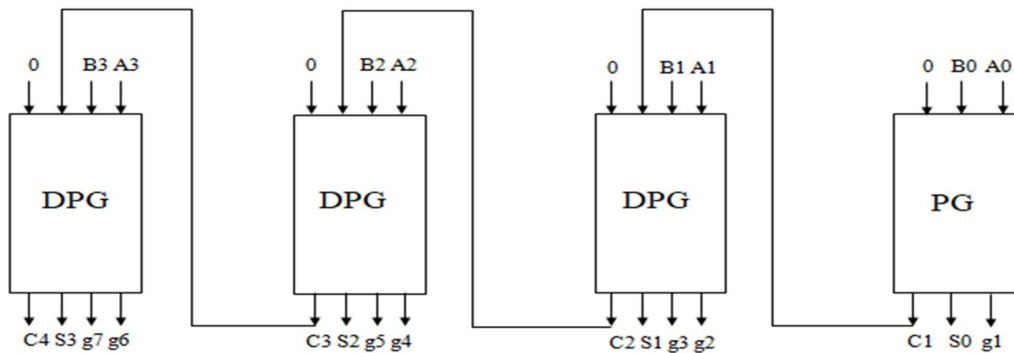 0 B3 A3 0 B2 A2 0 B1 A1 0 B0 A0
DPG DPG DPG PG
C4 S3 g7 g6 C3 S2 g5 g4 C2 S1 g3 g2 C1 S0 g1